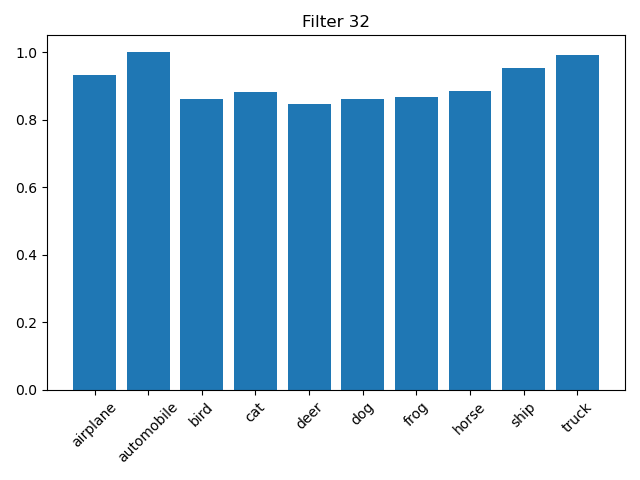 Filter 32
1.0
0.8
0.6
0.4
0.2
0.0
airplane
automobile
bird
cat
deer
dog
frog
horse
ship
truck